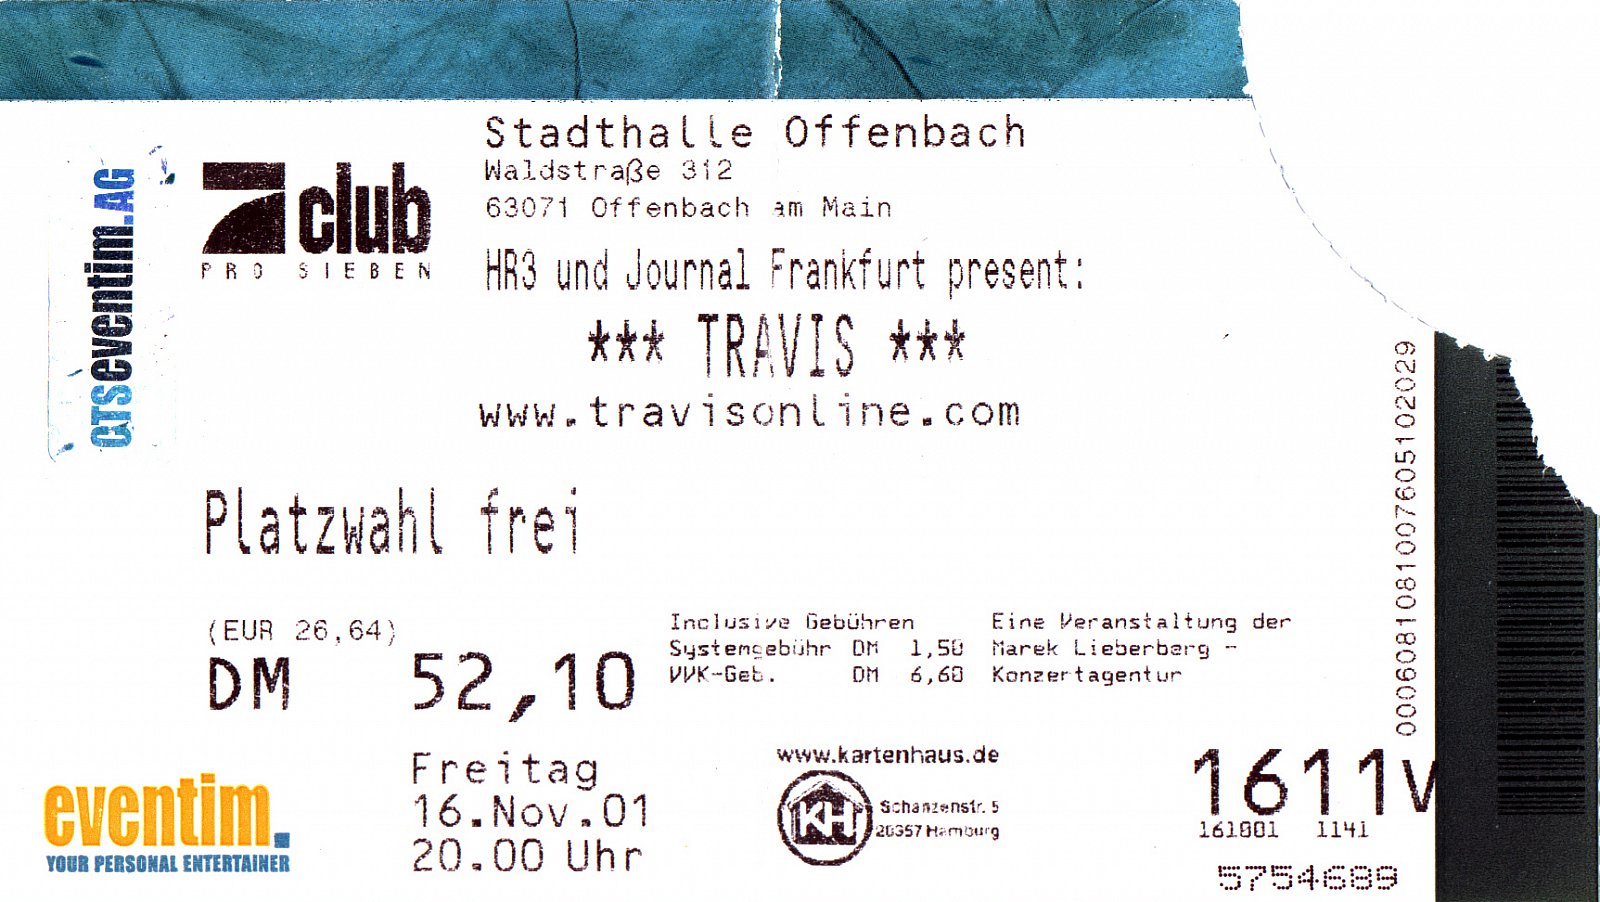 Stadthalle Offenbach
Waldstraße 312
63071 Offenbach am Main
CTSeventim.AG
7 club
PRO SIEBEN
HR3 und Journal Frankfurt present:
*** TRAVIS ***
www.travisonline.com
Platzwahl frei
(EUR 26,64)
DM 52,10
Inclusive Gebühren
Systemgebühr DM 1,50
VVK-Geb. DM 6,60
Eine Veranstaltung der
Marek Lieberberg -
Konzertagentur
Freitag
16.Nov.01
20.00 Uhr
eventim.
YOUR PERSONAL ENTERTAINER
www.kartenhaus.de
KH
Schanzenstr. 5
20357 Hamburg
1611V
161001 1141
5754689
0006081081007605102029